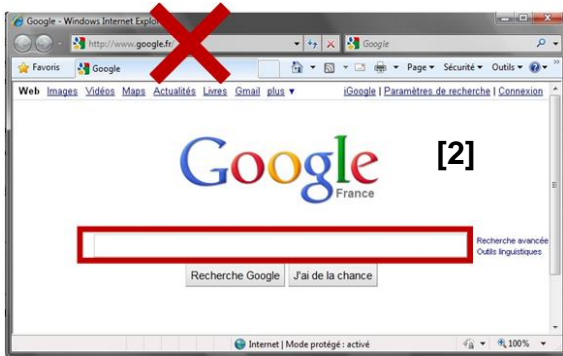 Google - Windows Internet Explo
http://www.google.fr/
Google
Favoris
Google
Page
Sécurité
Outils
Web Images Vidéos Maps Actualités Livres Gmail plus
iGoogle | Paramètres de recherche | Connexion
Google
France
[2]
Recherche avancée
Outils linguistiques
Recherche Google
J'ai de la chance
Internet | Mode protégé : activé
100%